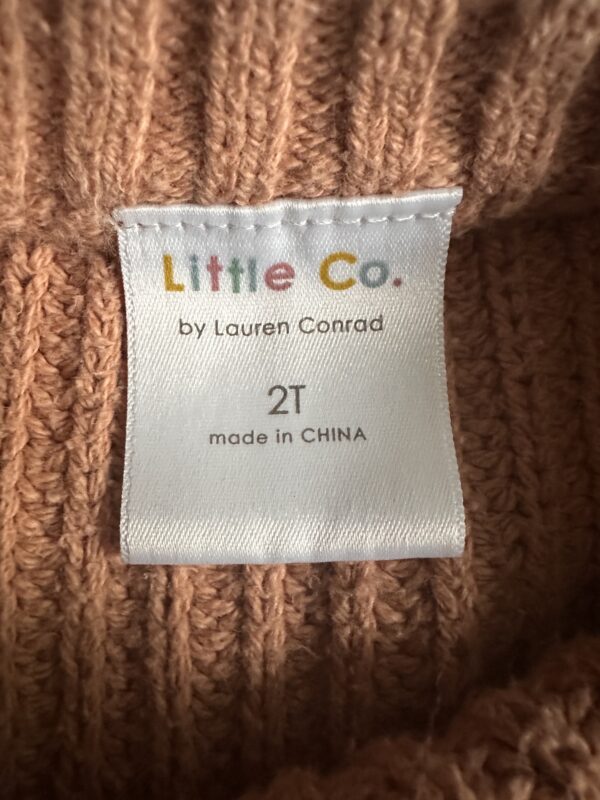 Little Co.
by Lauren Conrad
2T
made in CHINA